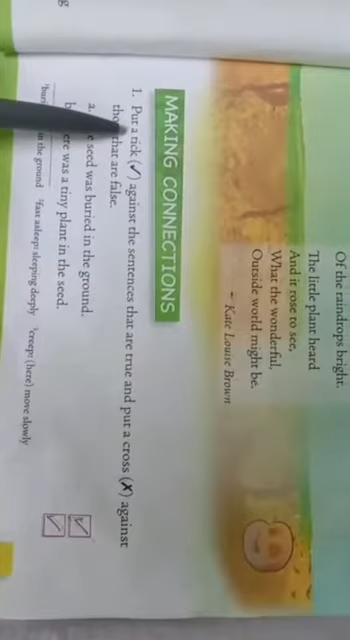 Of the raindrops bright.
The little plant heard
And it rose to see,
What the wonderful,
Outside world might be.
– Kate Louise Brown
MAKING CONNECTIONS
1. Put a tick (✓) against the sentences that are true and put a cross (✗) against
that are false.
a. seed was buried in the ground. ✓
b. ere was a tiny plant in the seed. ✓
in the ground ²fast asleep: sleeping deeply ³creep: (here) move slowly
g